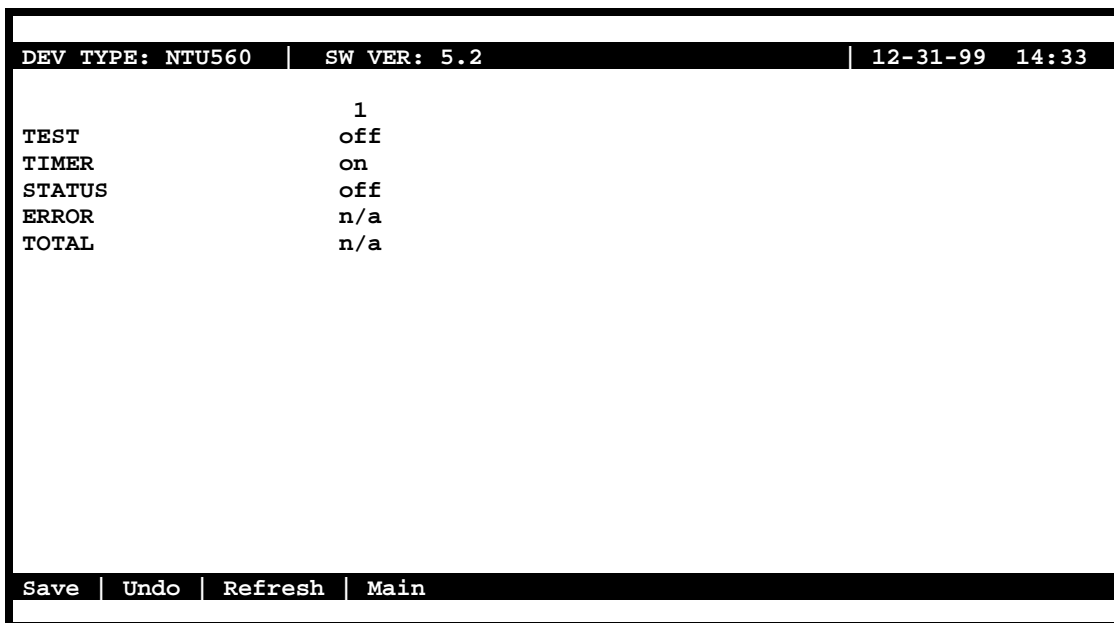 DEV TYPE: NTU560 | SW VER: 5.2 | 12-31-99 14:33
1
TEST off
TIMER on
STATUS off
ERROR n/a
TOTAL n/a
Save | Undo | Refresh | Main